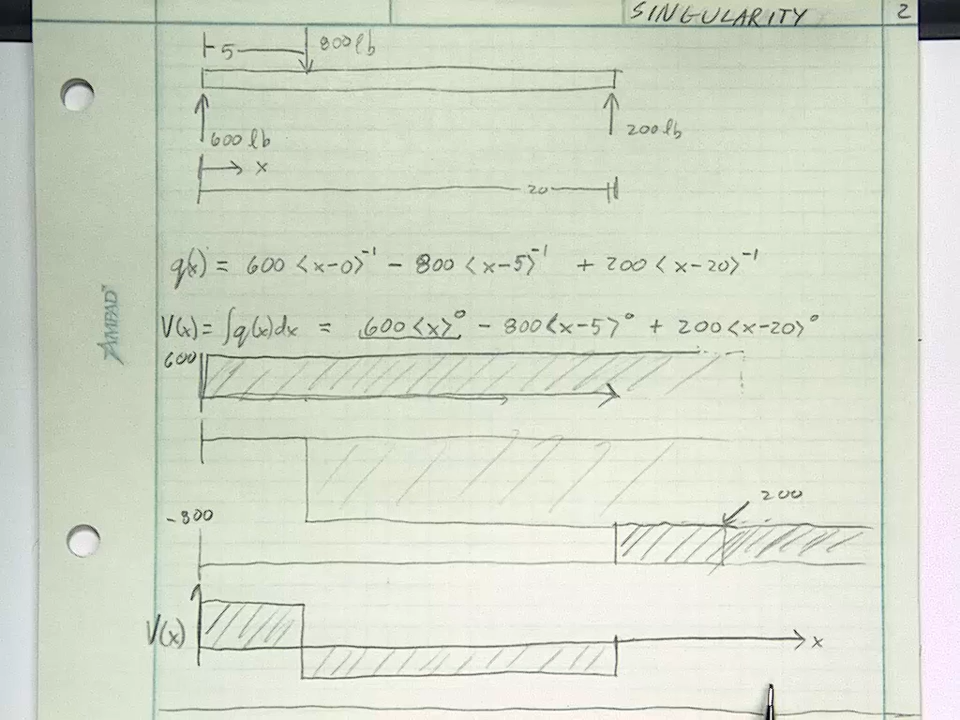 SINGULARITY 2
5 800 lb
600 lb 200 lb
x
20
q(x) = 600 <x-0>⁻¹ - 800 <x-5>⁻¹ + 200 <x-20>⁻¹
V(x) = ∫q(x)dx = 600 <x>⁰ - 800<x-5>⁰ + 200<x-20>⁰
600
AMPAD™
-800
200
V(x) x